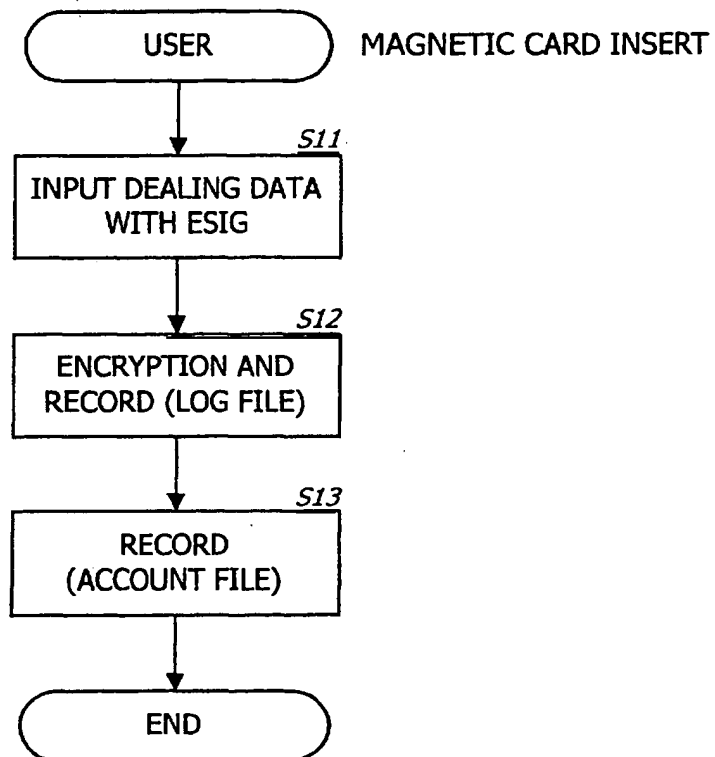 USER MAGNETIC CARD INSERT
S11
INPUT DEALING DATA
WITH ESIG
S12
ENCRYPTION AND
RECORD (LOG FILE)
S13
RECORD
(ACCOUNT FILE)
END